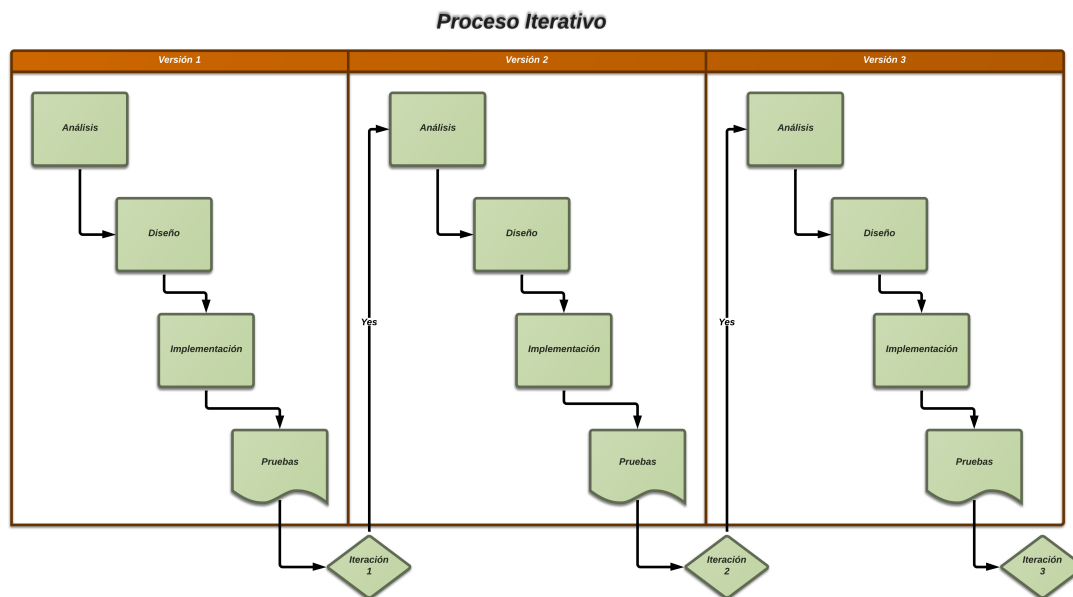 Proceso Iterativo
Versión 1
Versión 2
Versión 3
Análisis
Análisis
Análisis
Diseño
Diseño
Diseño
Yes
Yes
Implementación
Implementación
Implementación
Pruebas
Pruebas
Pruebas
Iteración
1
Iteración
2
Iteración
3